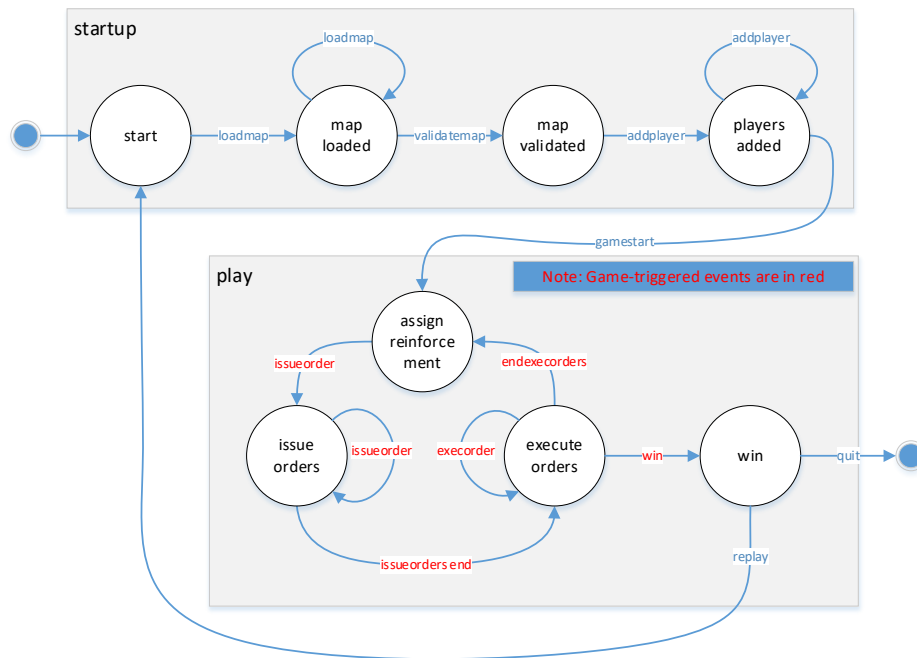 startup
loadmap
addplayer
start
loadmap
map
loaded
validatemap
map
validated
addplayer
players
added
gamestart
play
Note: Game-triggered events are in red
assign
reinforce
ment
issueorder
endexecorders
issue
orders
issueorder
execorder
execute
orders
win
win
quit
issueorders end
replay